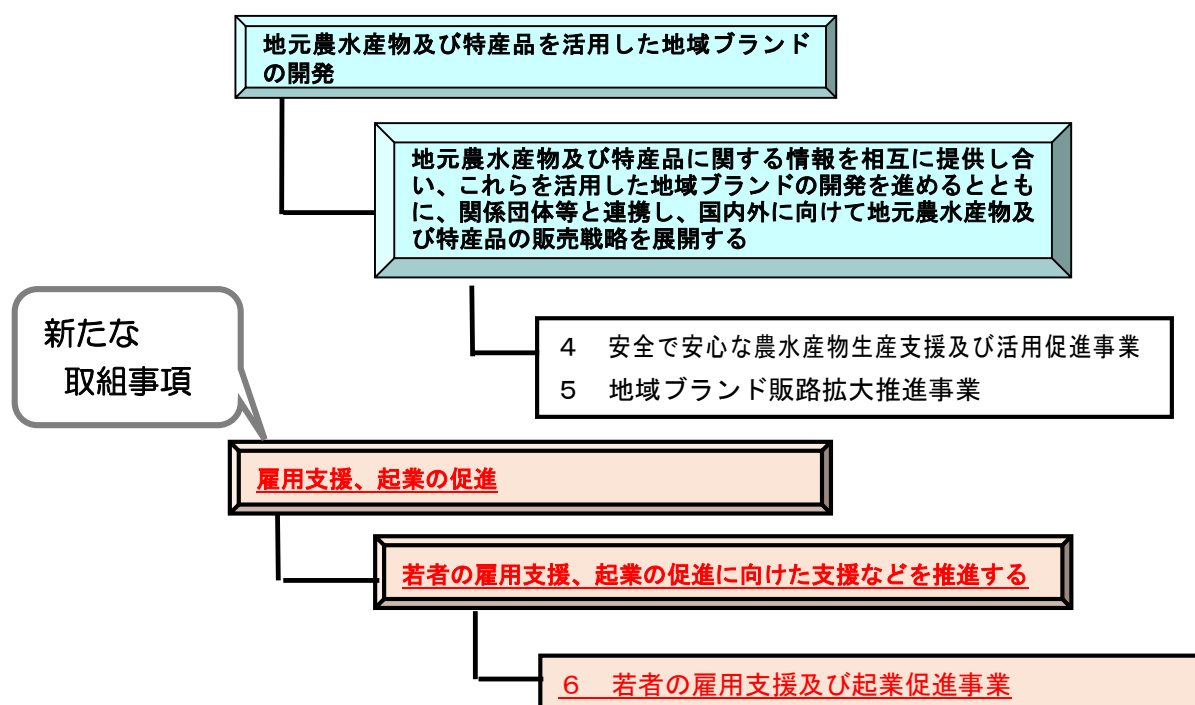 地元農水産物及び特産品を活用した地域ブランド
の開発
地元農水産物及び特産品に関する情報を相互に提供し合
い、これらを活用した地域ブランドの開発を進めるととも
に、関係団体等と連携し、国内外に向けて地元農水産物及
び特産品の販売戦略を展開する
４　安全で安心な農水産物生産支援及び活用促進事業
５　地域ブランド販路拡大推進事業
新たな
取組事項
雇用支援、起業の促進
若者の雇用支援、起業の促進に向けた支援などを推進する
６　若者の雇用支援及び起業促進事業